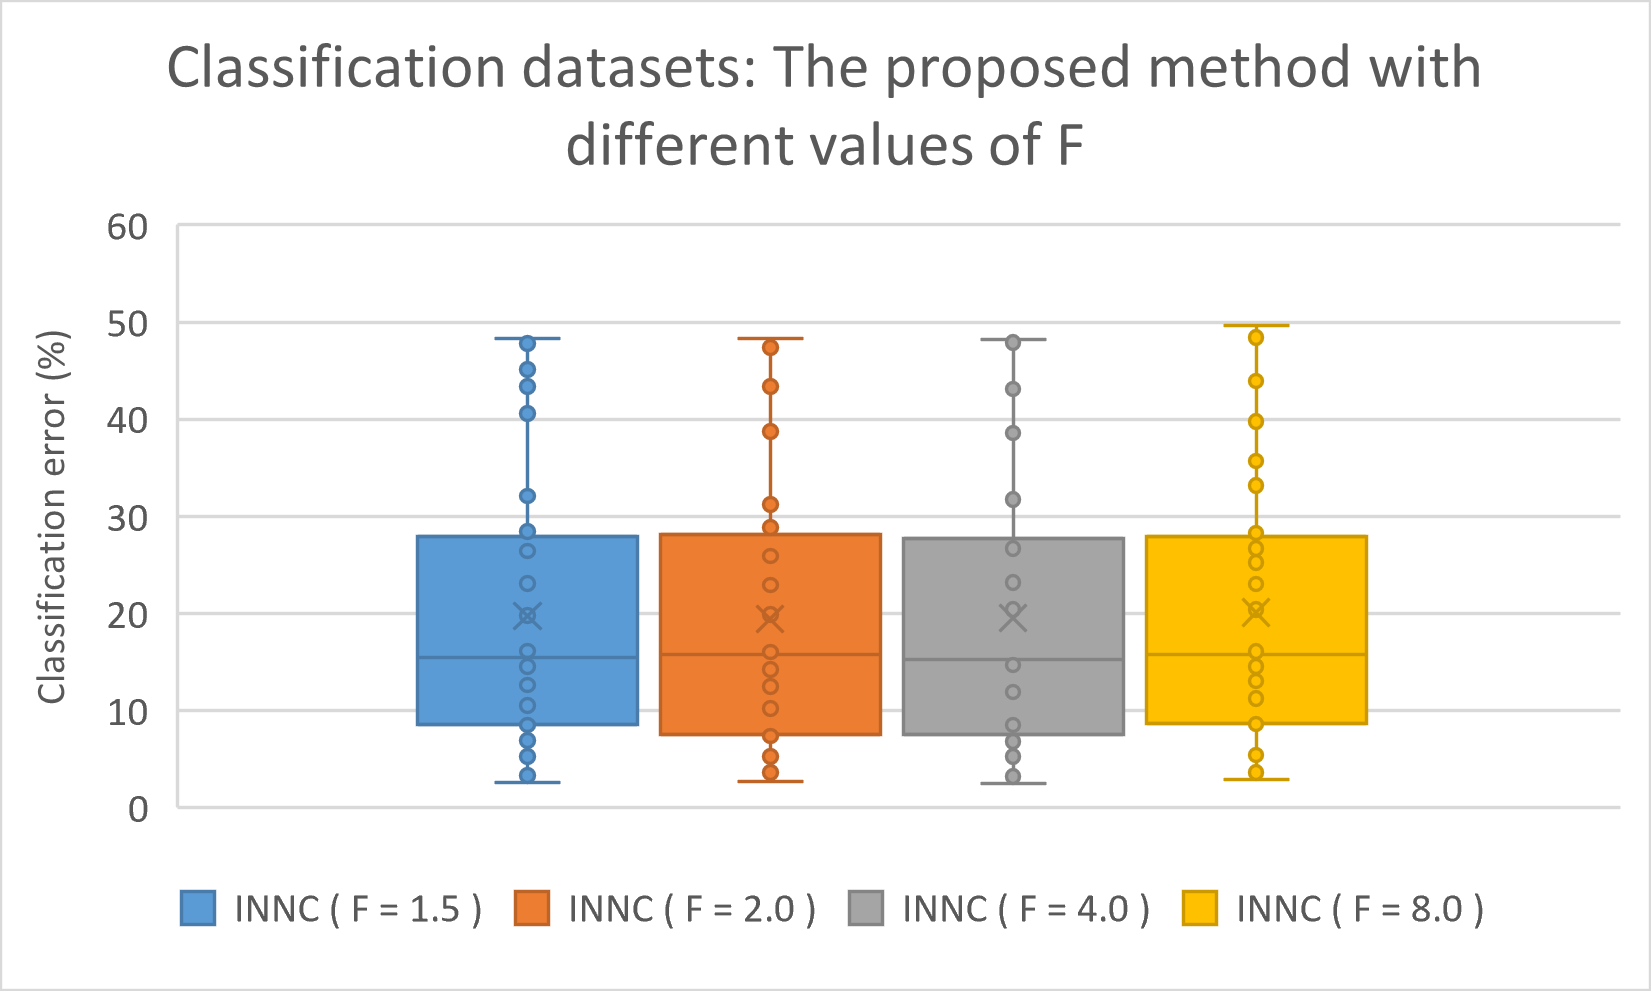 Classification datasets: The proposed method with
different values of F
Classification error (%)
60
50
40
30
20
10
0
INNC ( F = 1.5 )
INNC ( F = 2.0 )
INNC ( F = 4.0 )
INNC ( F = 8.0 )